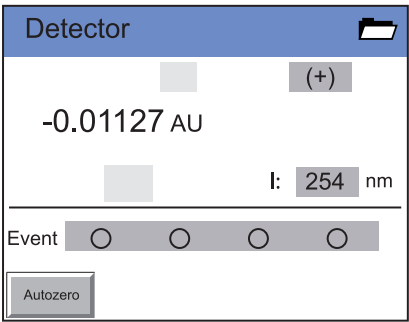 Detector
(+)
-0.01127 AU
l: 254 nm
Event
Autozero